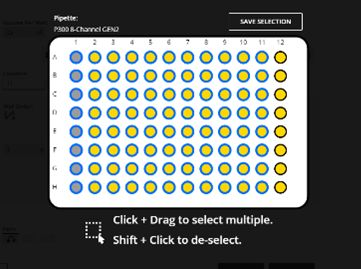 Pipette:
P300 8-Channel GEN2
SAVE SELECTION
1 2 3 4 5 6 7 8 9 10 11 12
A
B
C
D
E
F
G
H
Click + Drag to select multiple.
Shift + Click to de-select.